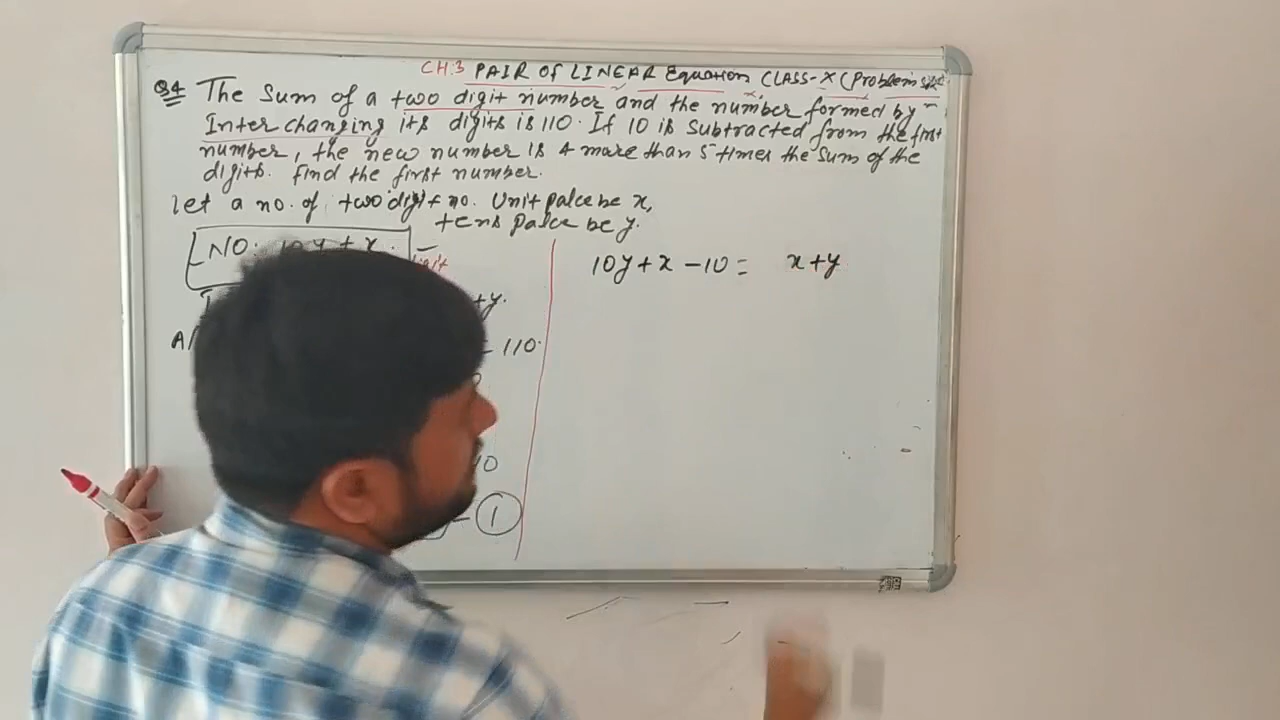 CH.3 PAIR OF LINEAR Equation CLASS-X (Problem
Q4 The Sum of a two digit number and the number formed by
Interchanging its digits is 110. If 10 is subtracted from the first
number, the new number is 4 more than 5 times the sum of the
digits. find the first number.
let a no. of two digit no. Unit palce be x,
tens palce be y.
NO: 10y + x.
10y + x - 10 = x + y
+y.
= 110.
10
1